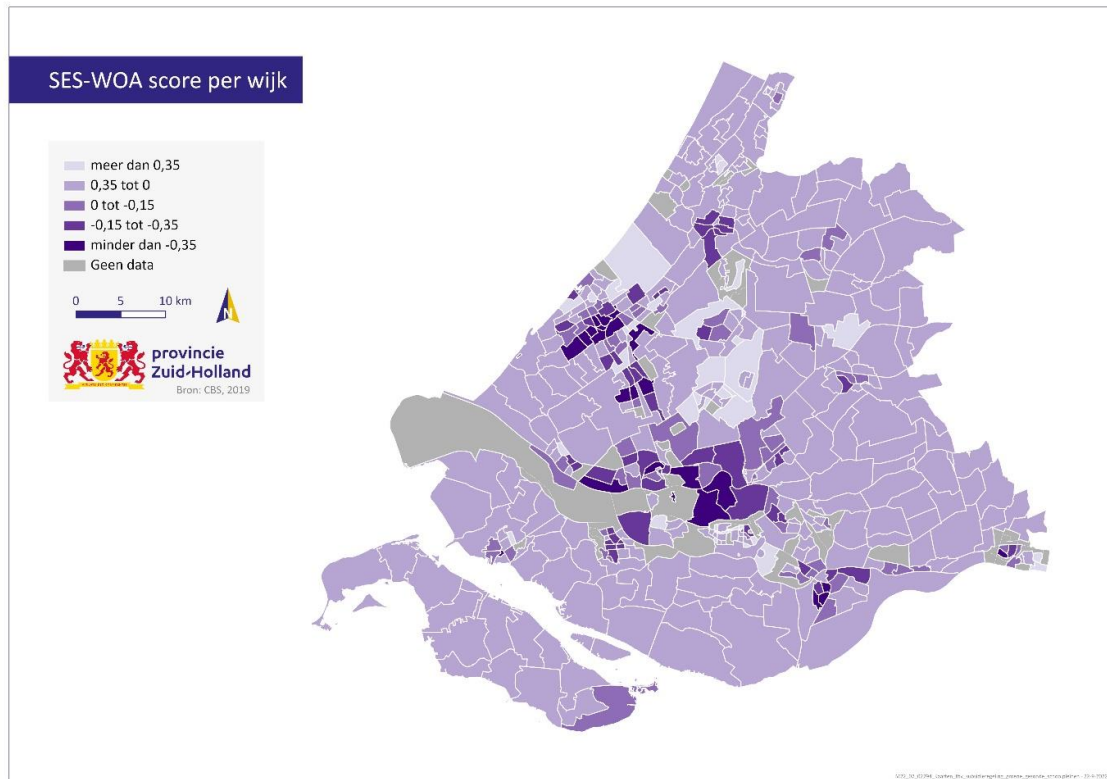 SES-WOA score per wijk
meer dan 0,35
0,35 tot 0
0 tot -0,15
-0,15 tot -0,35
minder dan -0,35
Geen data
0 5 10 km
N
provincie
Zuid-Holland
Bron: CBS, 2019